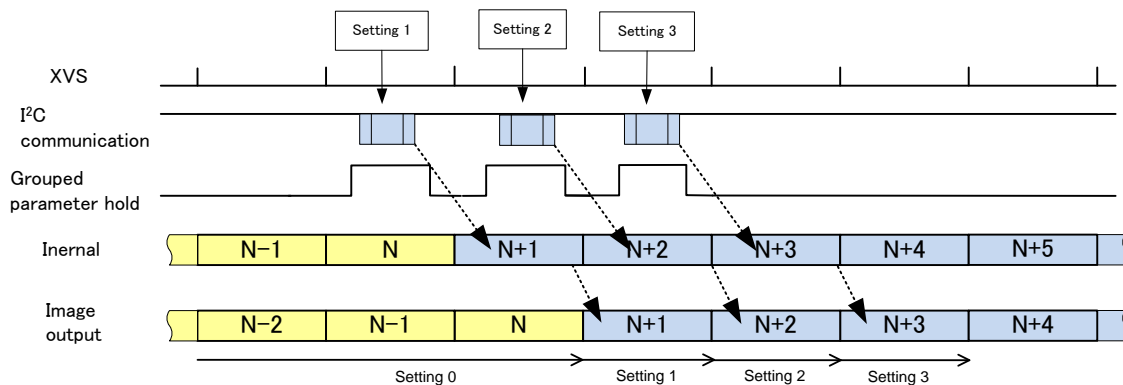 Setting 1 Setting 2 Setting 3
XVS
I²C
communication
Grouped
parameter hold
Inernal N-1 N N+1 N+2 N+3 N+4 N+5
Image
output N-2 N-1 N N+1 N+2 N+3 N+4
Setting 0 Setting 1 Setting 2 Setting 3